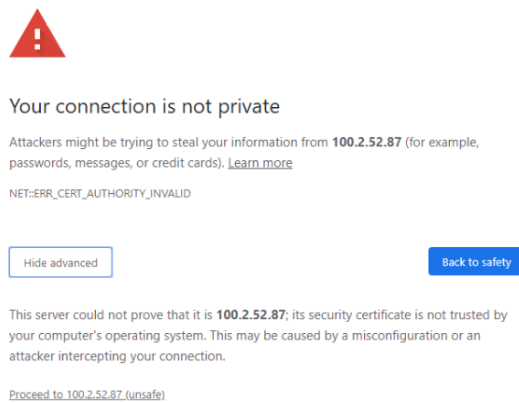 Your connection is not private
Attackers might be trying to steal your information from 100.2.52.87 (for example,
passwords, messages, or credit cards). Learn more
NET::ERR_CERT_AUTHORITY_INVALID
Hide advanced
Back to safety
This server could not prove that it is 100.2.52.87; its security certificate is not trusted by
your computer's operating system. This may be caused by a misconfiguration or an
attacker intercepting your connection.
Proceed to 100.2.52.87 (unsafe)